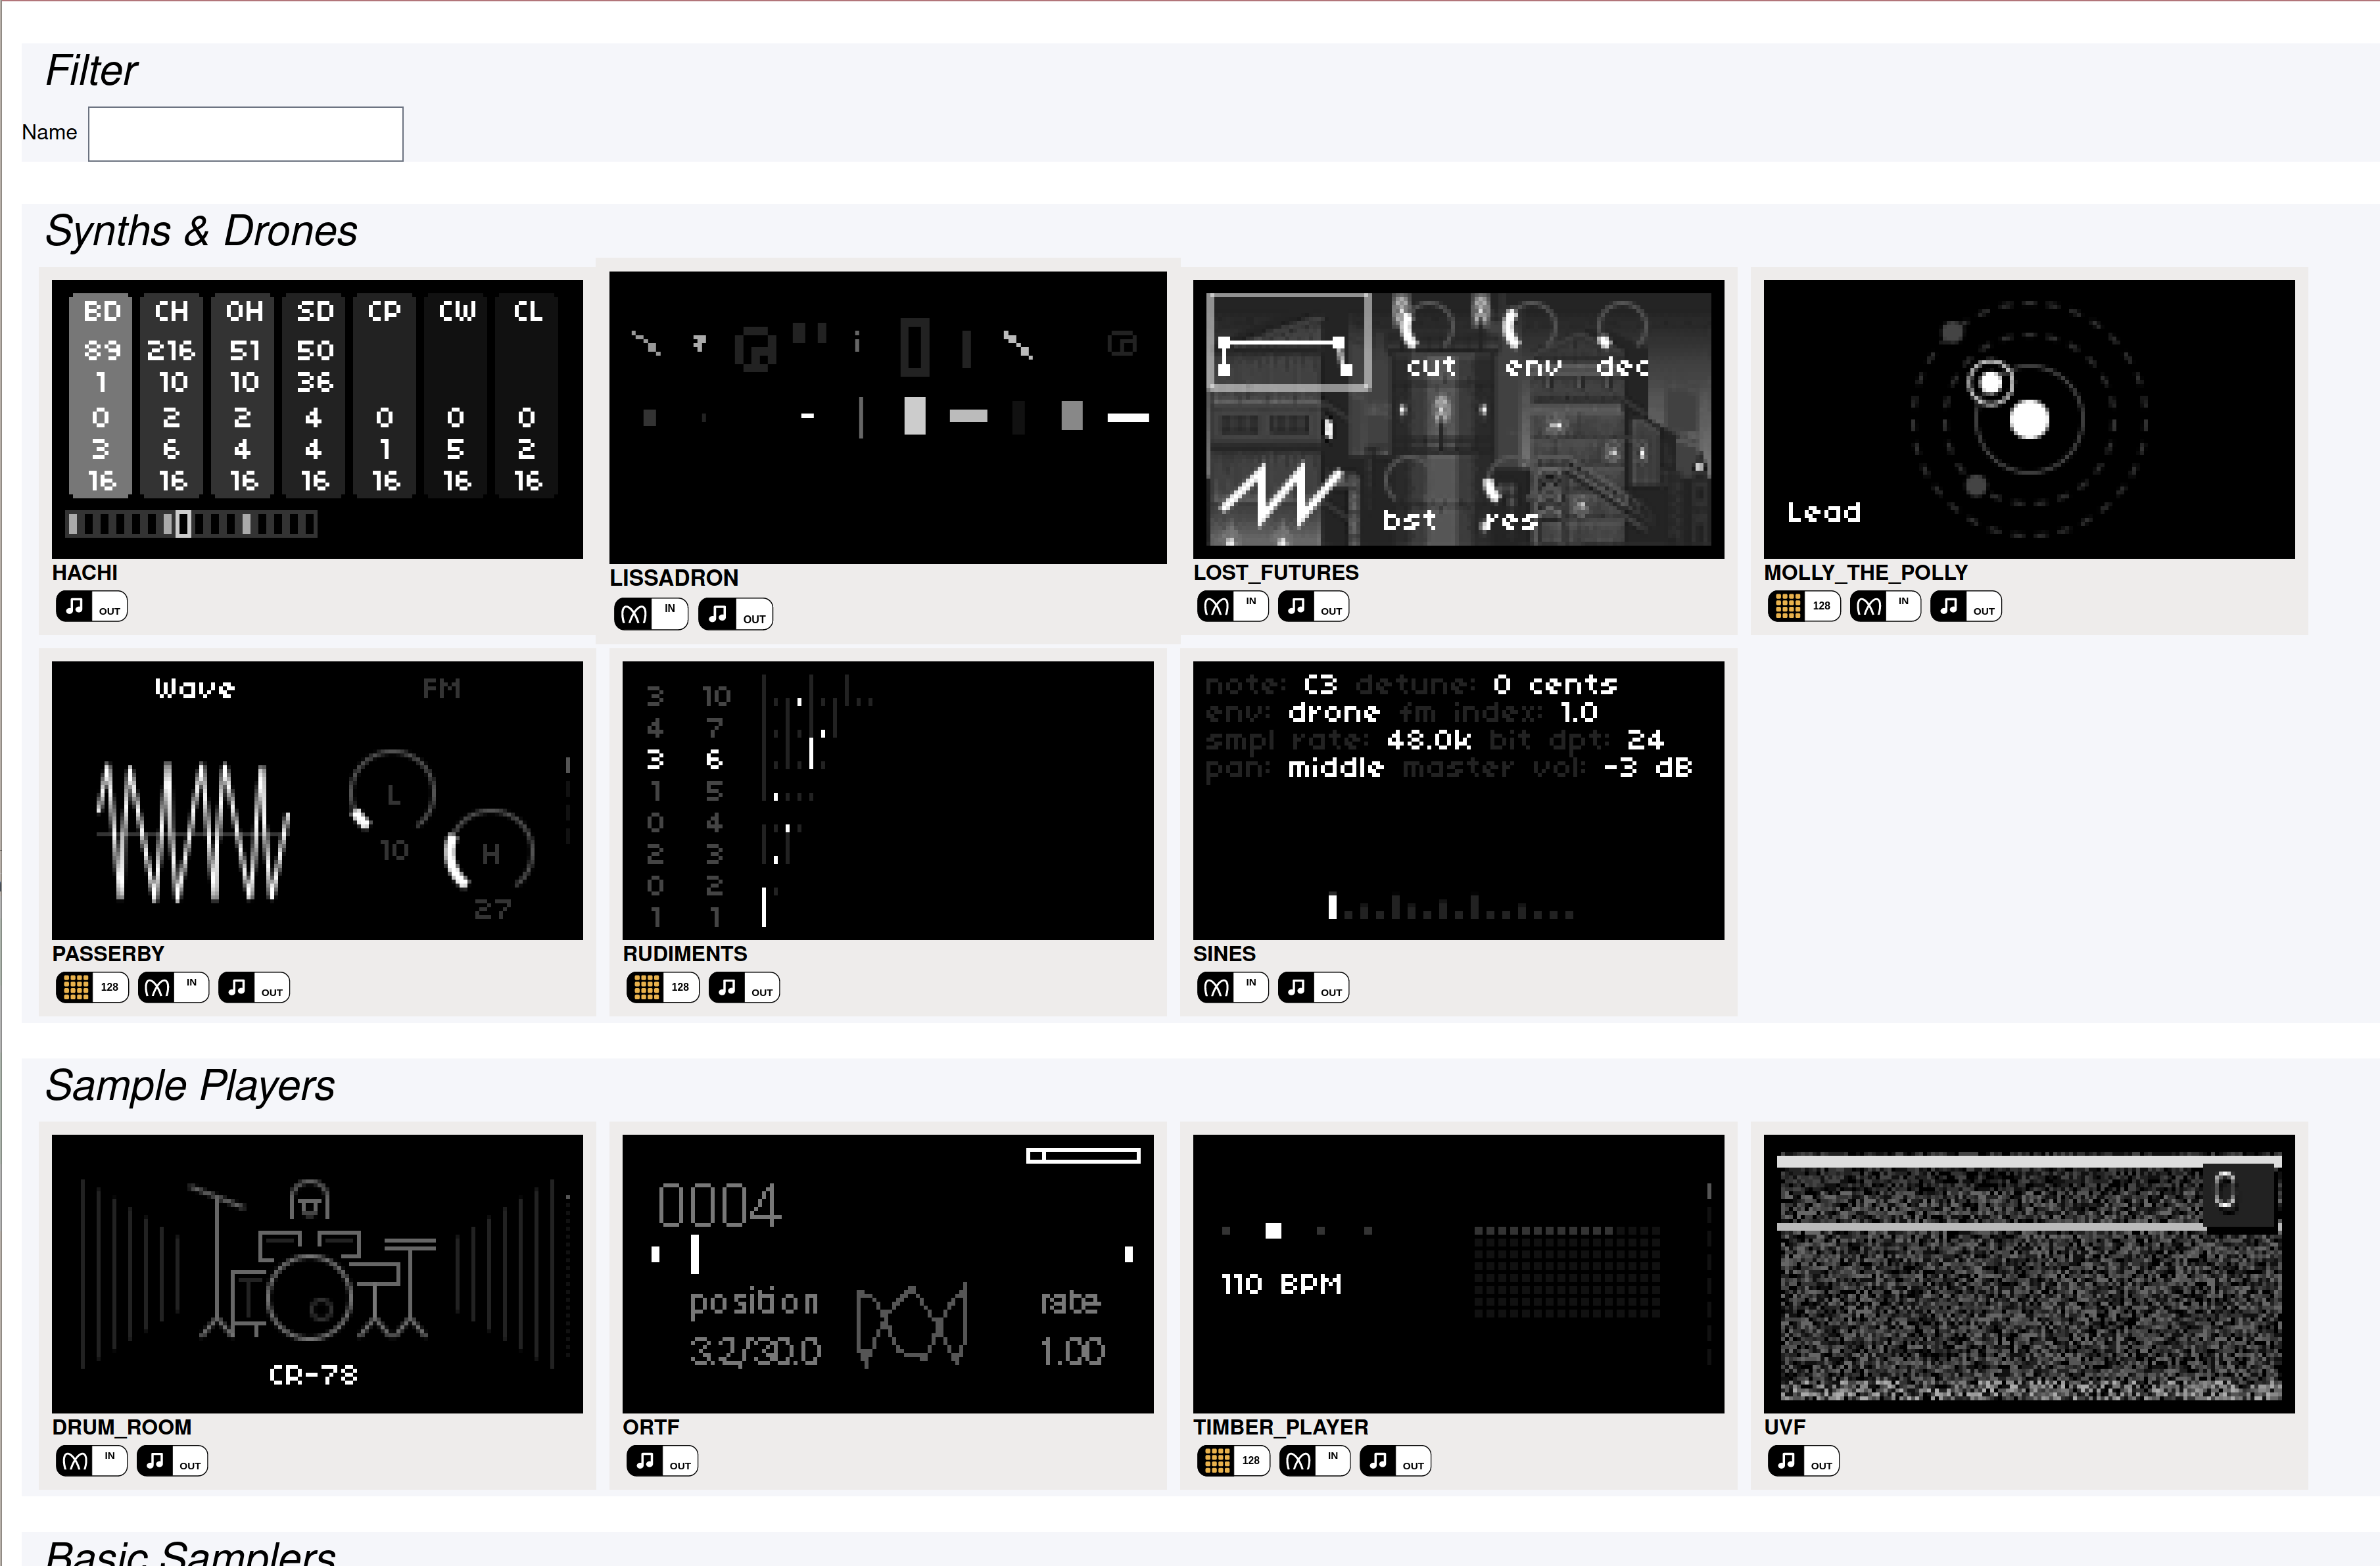 Filter
Name
Synths & Drones
BD CH OH SD CP CW CL
89 216 51 50
1 10 10 36
0 2 2 4 0 0 0
3 6 4 4 1 5 2
16 16 16 16 16 16 16
HACHI
OUT
LISSADRON
IN OUT
cut env dec
bst res
LOST_FUTURES
IN OUT
Lead
MOLLY_THE_POLLY
128 IN OUT
Wave FM
L
10
H
27
PASSERBY
128 IN OUT
3 10
4 7
3 6
1 5
0 4
2 3
0 2
1 1
RUDIMENTS
128 OUT
note: C3 detune: 0 cents
env: drone fm index: 1.0
smpl rate: 48.0k bit dpt: 24
pan: middle master vol: -3 dB
SINES
IN OUT
Sample Players
CR-78
DRUM_ROOM
IN OUT
0004
position rate
3.2/30.0 1.00
ORTF
OUT
110 BPM
TIMBER_PLAYER
128 IN OUT
0
UVF
OUT
Basic Samplers